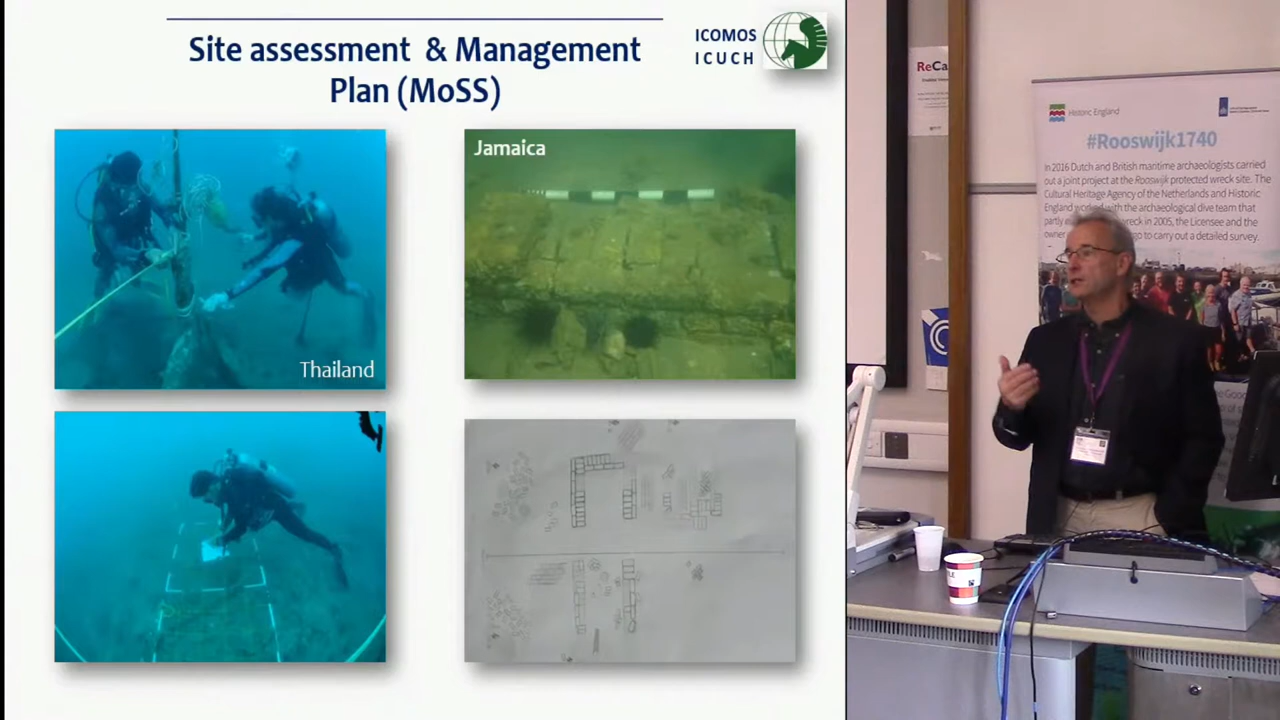 Site assessment & Management
Plan (MoSS)
ICOMOS
ICUCH
Thailand
Jamaica
Historic England
#Rooswijk1740
In 2016 Dutch and British maritime archaeologists carried
out a joint project at the Rooswijk protected wreck site. The
Cultural Heritage Agency of the Netherlands and Historic
England with the archaeological dive team that
partly wreck in 2005, the Licensee and the
owner to carry out a detailed survey.